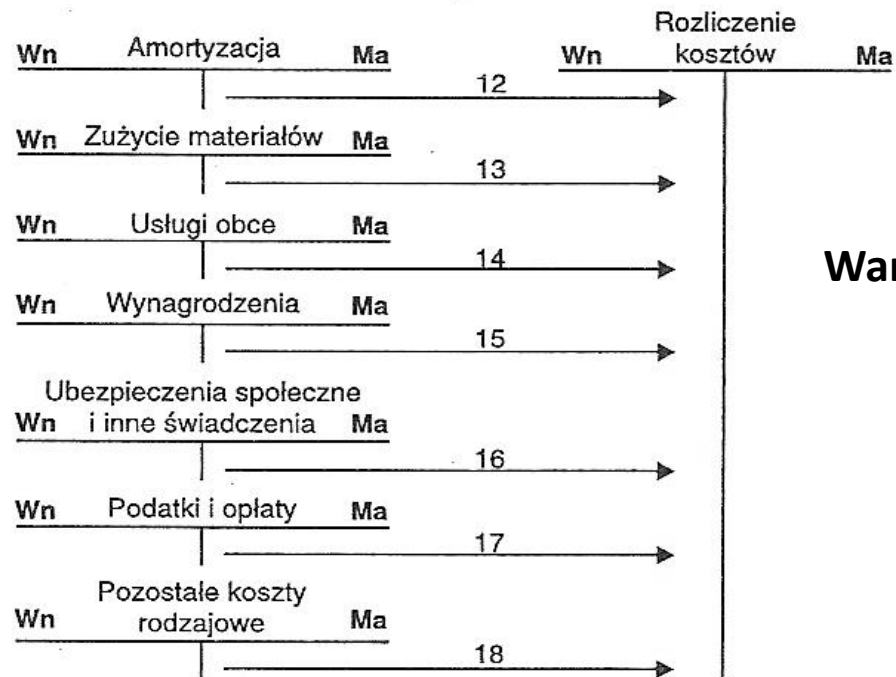 Rozliczenie
Wn Amortyzacja Ma Wn kosztów Ma
12
Wn Zużycie materiałów Ma
13
Wn Usługi obce Ma
14
Wn Wynagrodzenia Ma
15
Ubezpieczenia społeczne
Wn i inne świadczenia Ma
16
Wn Podatki i opłaty Ma
17
Pozostałe koszty
Wn rodzajowe Ma
18